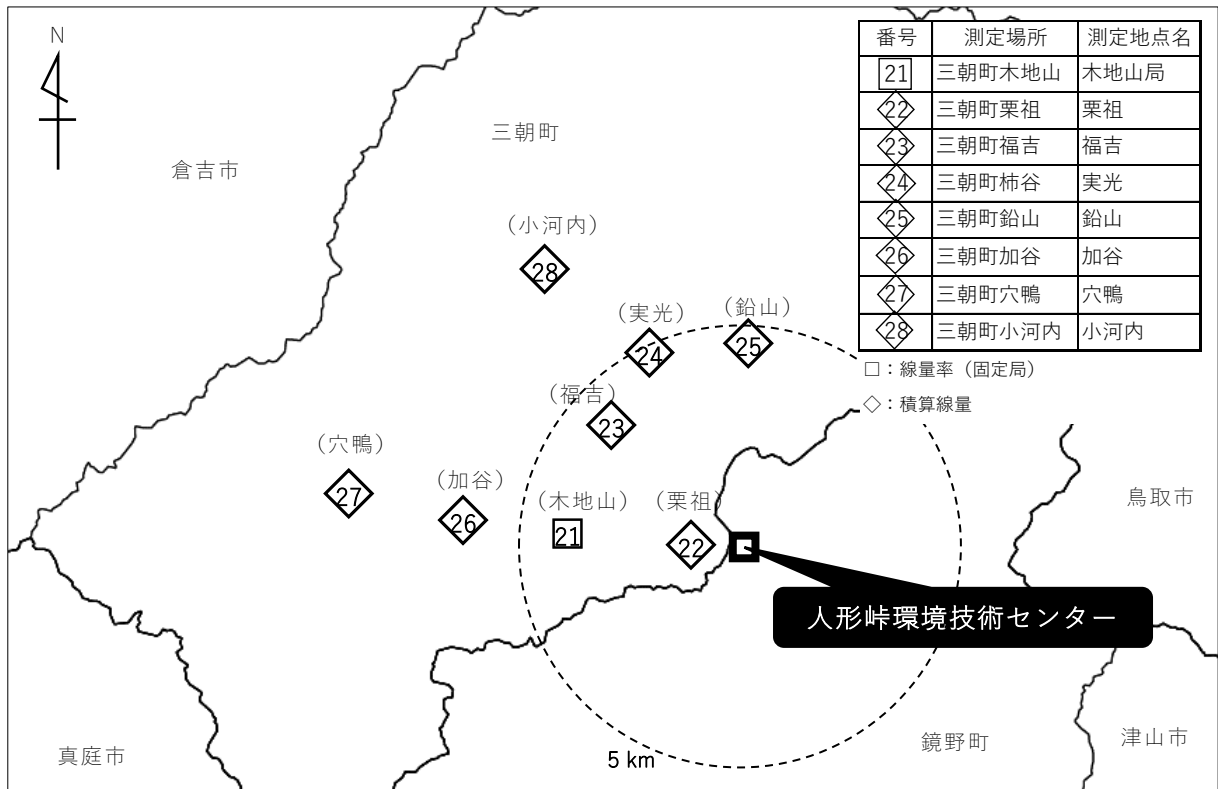 N
番号 測定場所 測定地点名
21 三朝町木地山 木地山局
22 三朝町栗祖 栗祖
23 三朝町福吉 福吉
24 三朝町柿谷 実光
25 三朝町鉛山 鉛山
26 三朝町加谷 加谷
27 三朝町穴鴨 穴鴨
28 三朝町小河内 小河内
□：線量率（固定局）
◇：積算線量
三朝町
倉吉市
（小河内）
28
（実光）
24
（鉛山）
25
（福吉）
23
（穴鴨）
27
（加谷）
26
（木地山）
21
（栗祖）
22
鳥取市
人形峠環境技術センター
鏡野町
津山市
真庭市
5 km